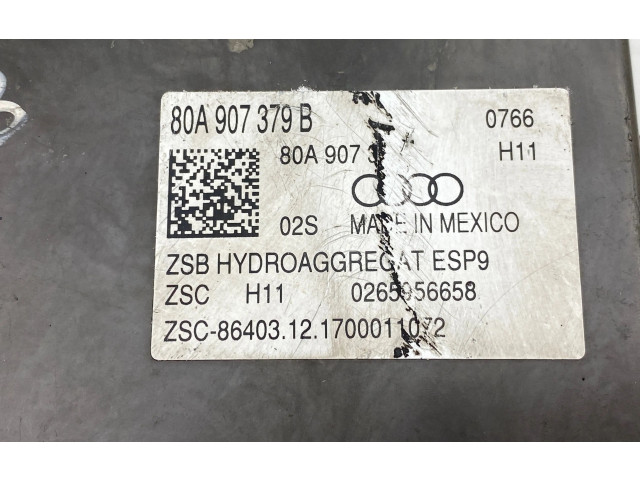 80A 907 379 B 0766
80A 907 H11
02S MADE IN MEXICO
ZSB HYDROAGGREGAT ESP9
ZSC H11 0265956658
ZSC-86403.12.1700011072